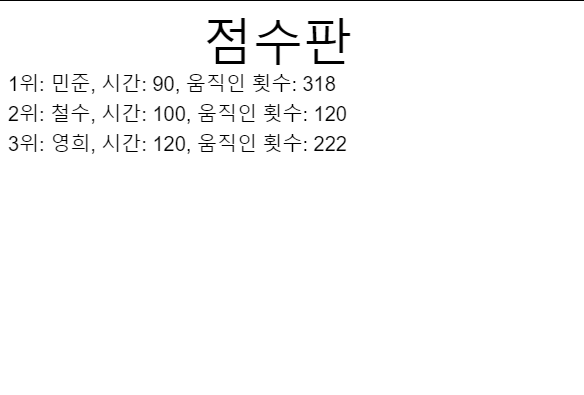 점수판
1위: 민준, 시간: 90, 움직인 횟수: 318
2위: 철수, 시간: 100, 움직인 횟수: 120
3위: 영희, 시간: 120, 움직인 횟수: 222